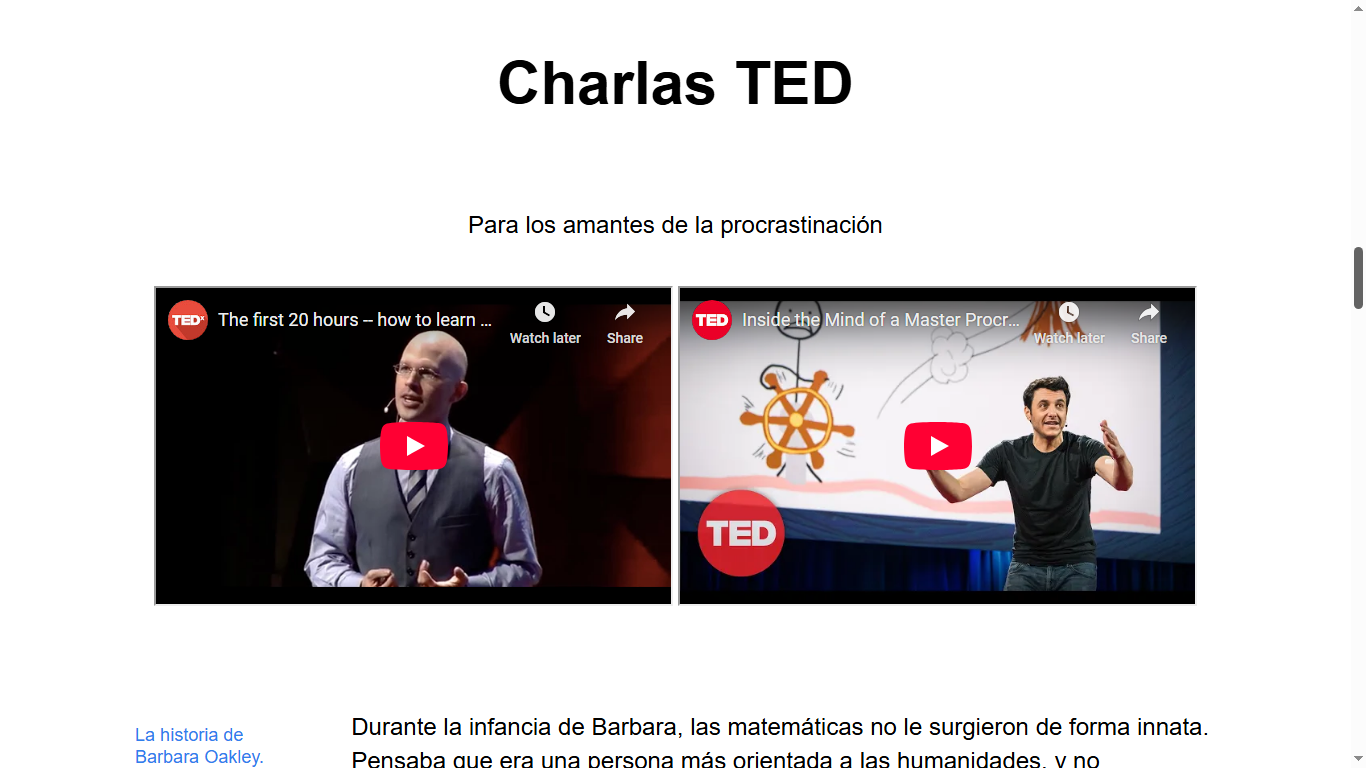 Charlas TED
Para los amantes de la procrastinación
TEDx
The first 20 hours -- how to learn ...
Watch later
Share
TED
Inside the Mind of a Master Procr...
Watch later
Share
TED
La historia de
Barbara Oakley.
Durante la infancia de Barbara, las matemáticas no le surgieron de forma innata.
Pensaba que era una persona más orientada a las humanidades, y no